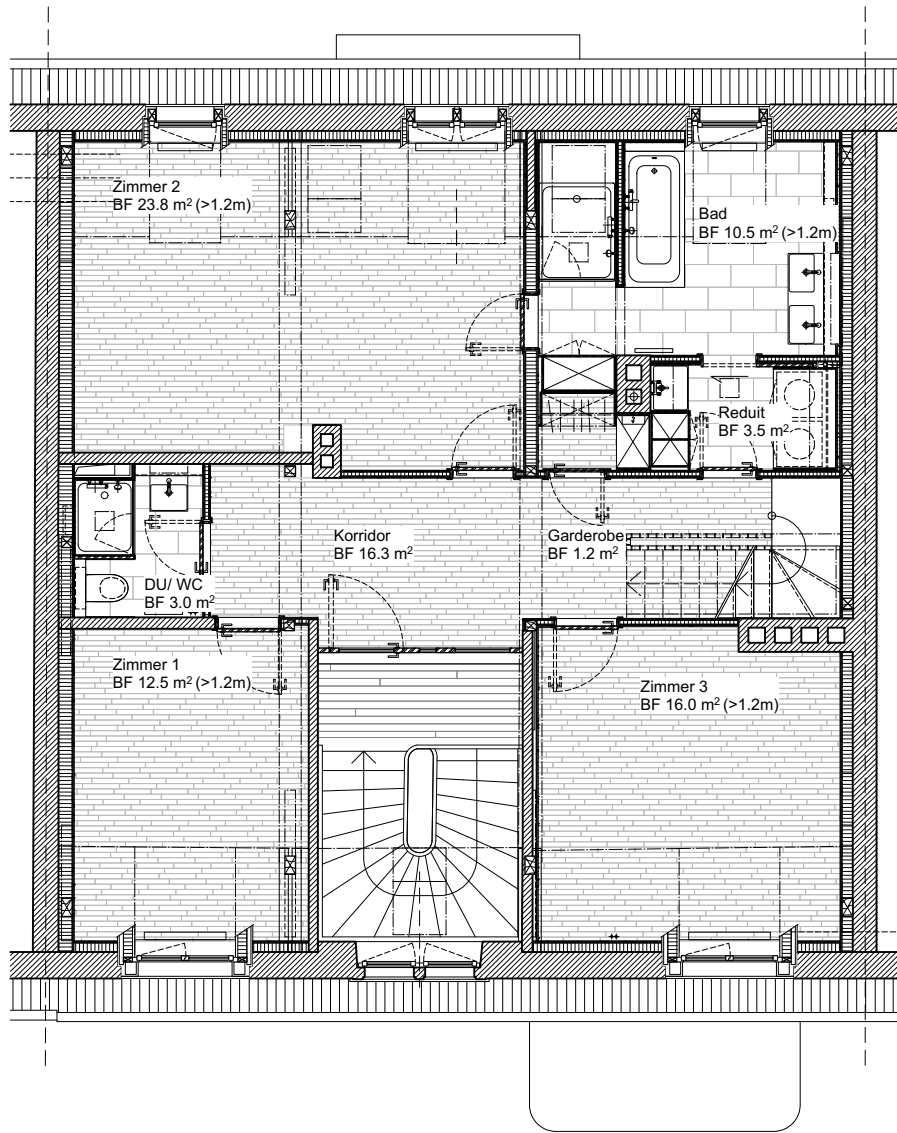 Zimmer 2
BF 23.8 m² (>1.2m)
Bad
BF 10.5 m² (>1.2m)
Reduit
BF 3.5 m²
Korridor
BF 16.3 m²
Garderobe
BF 1.2 m²
DU/ WC
BF 3.0 m²
Zimmer 1
BF 12.5 m² (>1.2m)
Zimmer 3
BF 16.0 m² (>1.2m)